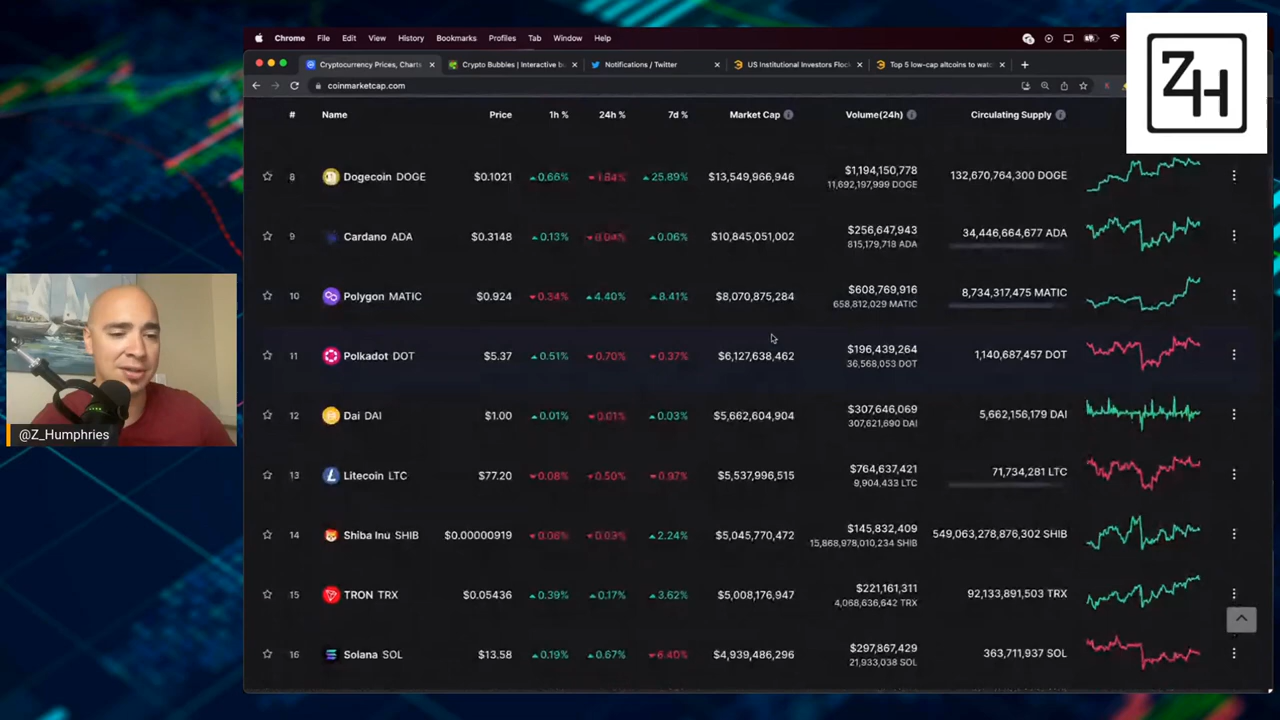 ZH
Chrome File Edit View History Bookmarks Profiles Tab Window Help
Cryptocurrency Prices, Charts Crypto Bubbles | Interactive bu Notifications / Twitter US Institutional Investors Flock Top 5 low-cap altcoins to watc
coinmarketcap.com
# Name Price 1h % 24h % 7d % Market Cap Volume(24h) Circulating Supply
8 Dogecoin DOGE $0.1021 0.66% 1.84% 25.89% $13,549,966,946 $1,194,150,778 132,670,764,300 DOGE
11,692,197,999 DOGE
9 Cardano ADA $0.3148 0.13% 0.06% $10,845,051,002 $256,647,943 34,446,664,677 ADA
815,179,718 ADA
10 Polygon MATIC $0.924 0.34% 4.40% 8.41% $8,070,875,284 $608,769,916 8,734,317,475 MATIC
658,812,029 MATIC
11 Polkadot DOT $5.37 0.51% 0.70% 0.37% $6,127,638,462 $196,439,264 1,140,687,457 DOT
36,568,053 DOT
12 Dai DAI $1.00 0.01% 0.01% 0.03% $5,662,604,904 $307,646,069 5,662,156,179 DAI
307,621,690 DAI
13 Litecoin LTC $77.20 0.08% 0.50% 0.97% $5,537,996,515 $764,637,421 71,734,281 LTC
9,904,433 LTC
14 Shiba Inu SHIB $0.00000919 0.06% 2.24% $5,045,770,472 $145,832,409 549,063,278,876,302 SHIB
15,868,978,010,234 SHIB
15 TRON TRX $0.05436 0.39% 0.17% 3.62% $5,008,176,947 $221,161,311 92,133,891,503 TRX
4,068,636,642 TRX
16 Solana SOL $13.58 0.19% 0.67% 6.40% $4,939,486,296 $297,867,429 363,711,937 SOL
21,933,038 SOL
@Z_Humphries